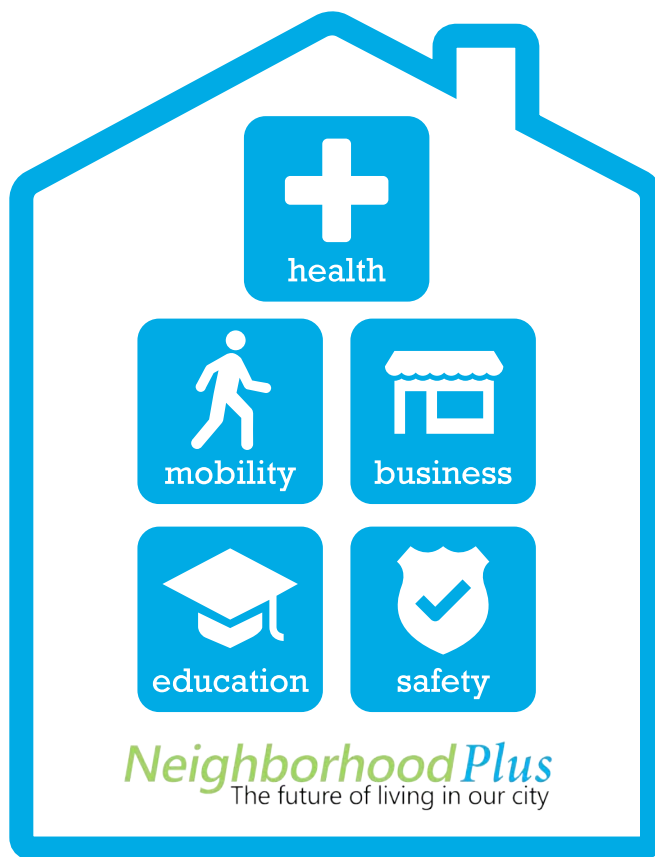 health
mobility
business
education
safety
NeighborhoodPlus
The future of living in our city